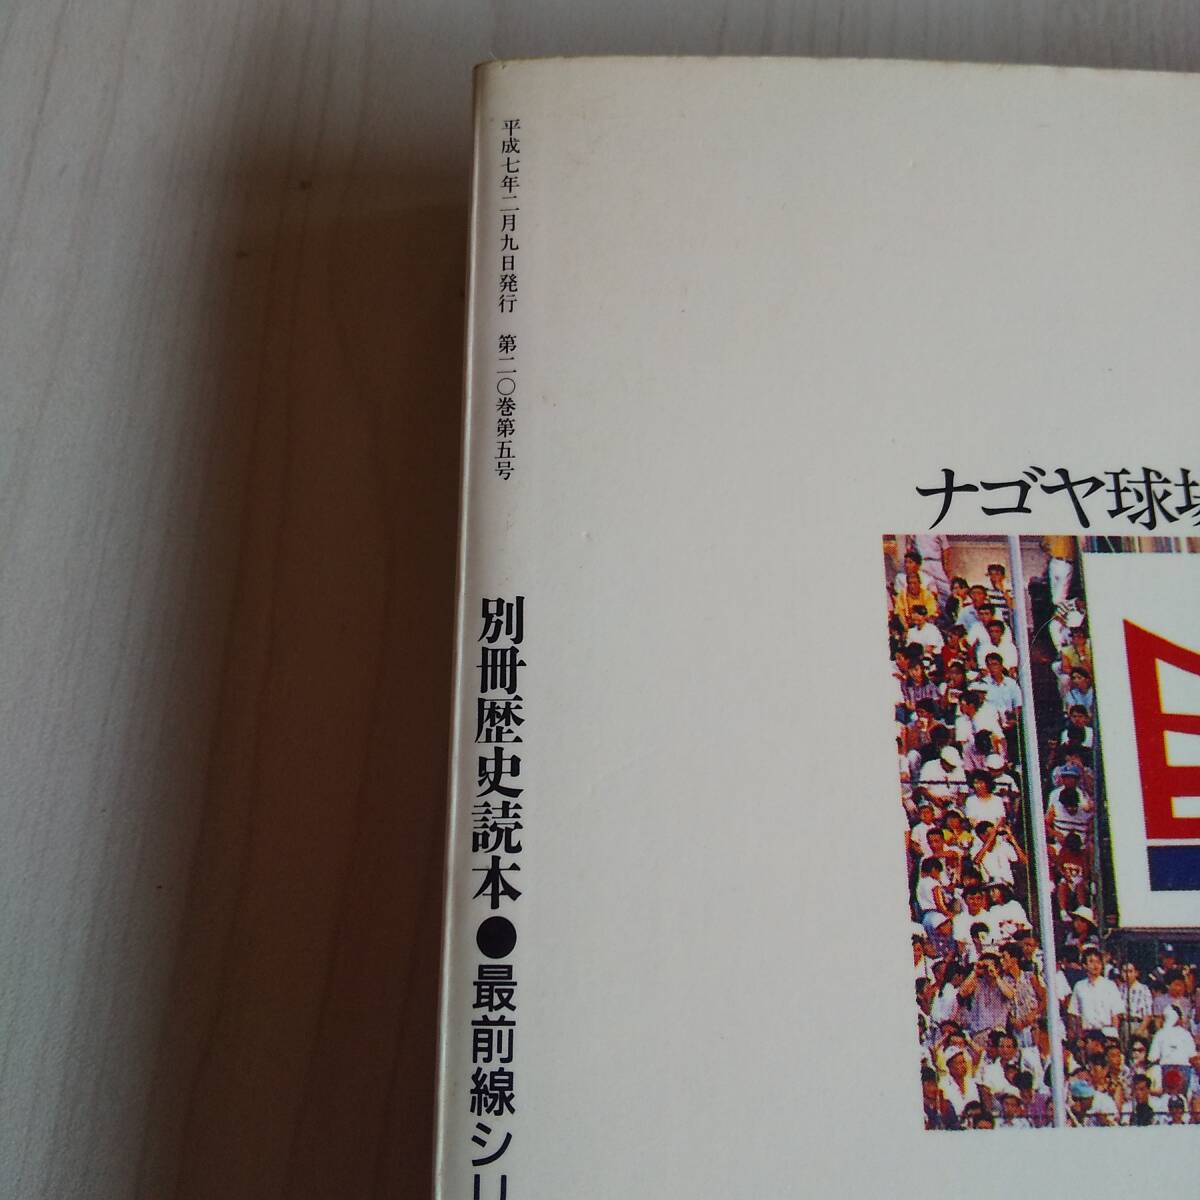 平成七年二月九日発行 第二〇巻第五号
別冊歴史読本●最前線シリ
ナゴヤ球場